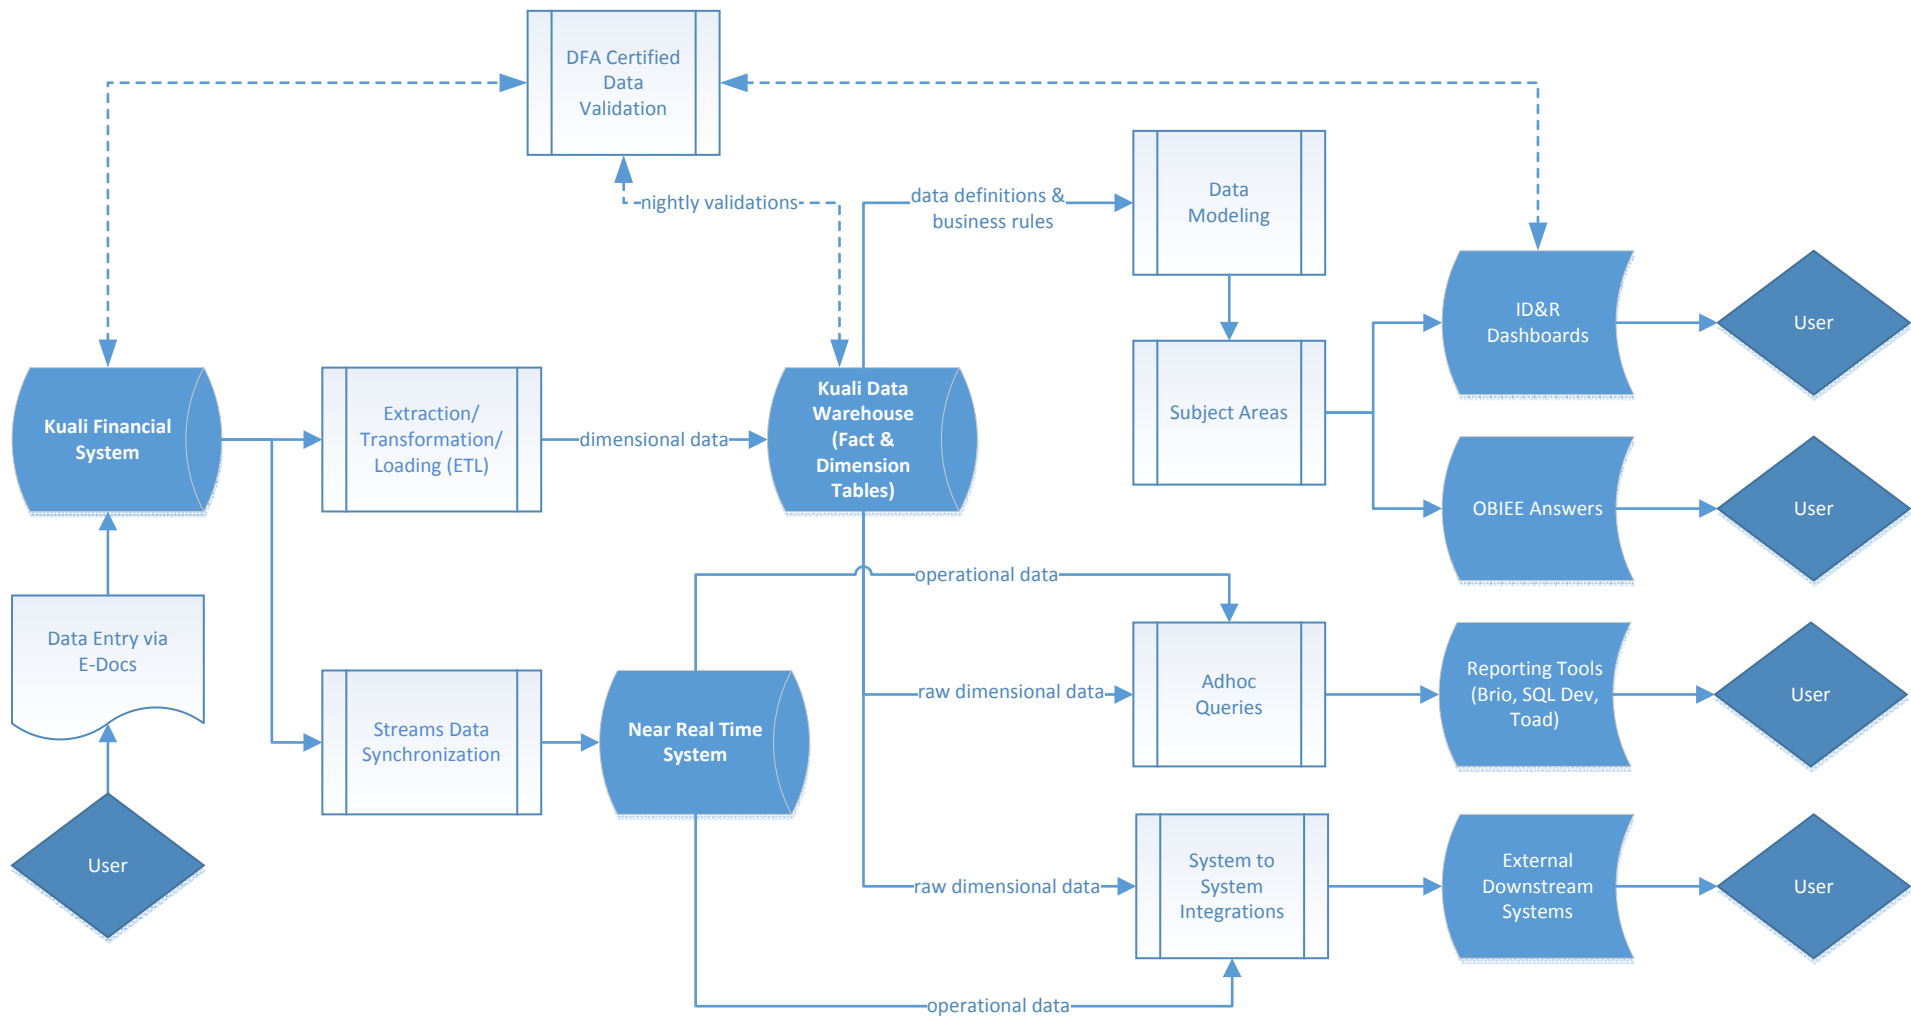 DFA Certified
Data
Validation
nightly validations
data definitions &
business rules
Data
Modeling
ID&R
Dashboards
User
Kuali Financial
System
Extraction/
Transformation/
Loading (ETL)
dimensional data
Kuali Data
Warehouse
(Fact &
Dimension
Tables)
Subject Areas
OBIEE Answers
User
operational data
Data Entry via
E-Docs
Streams Data
Synchronization
Near Real Time
System
raw dimensional data
Adhoc
Queries
Reporting Tools
(Brio, SQL Dev,
Toad)
User
User
raw dimensional data
System to
System
Integrations
External
Downstream
Systems
User
operational data